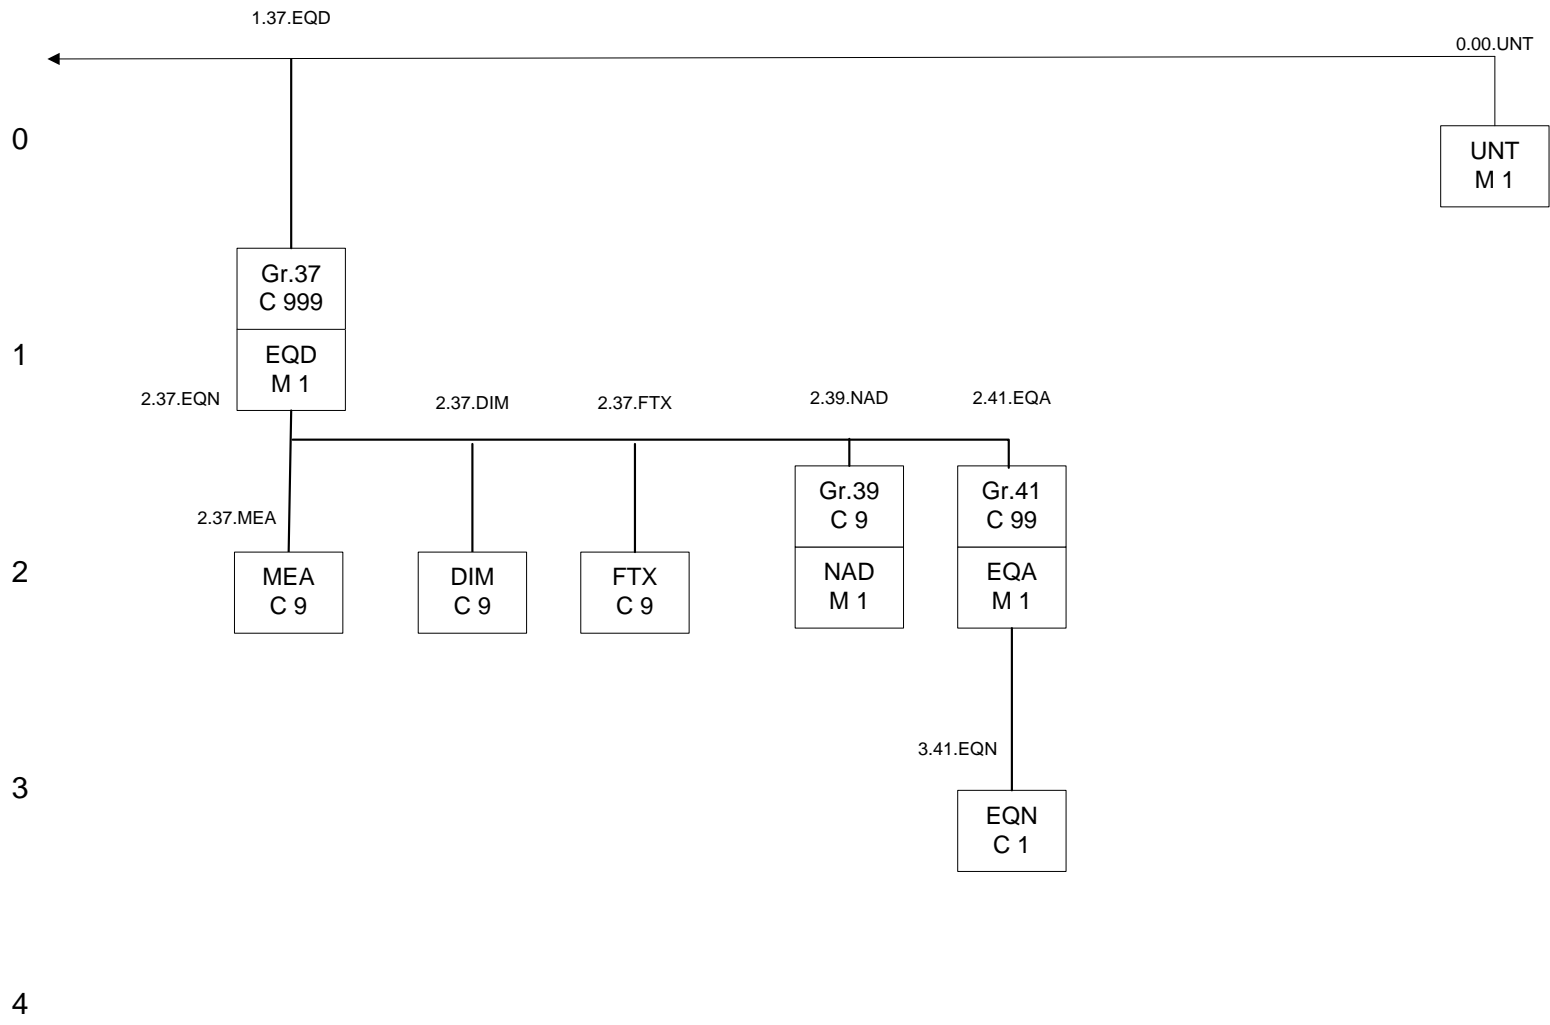 1.37.EQD
0.00.UNT
0
UNT
M 1
Gr.37
C 999
1
EQD
M 1
2.37.EQN
2.37.DIM
2.37.FTX
2.39.NAD
2.41.EQA
Gr.39
C 9
Gr.41
C 99
2.37.MEA
2
MEA
C 9
DIM
C 9
FTX
C 9
NAD
M 1
EQA
M 1
3.41.EQN
3
EQN
C 1
4